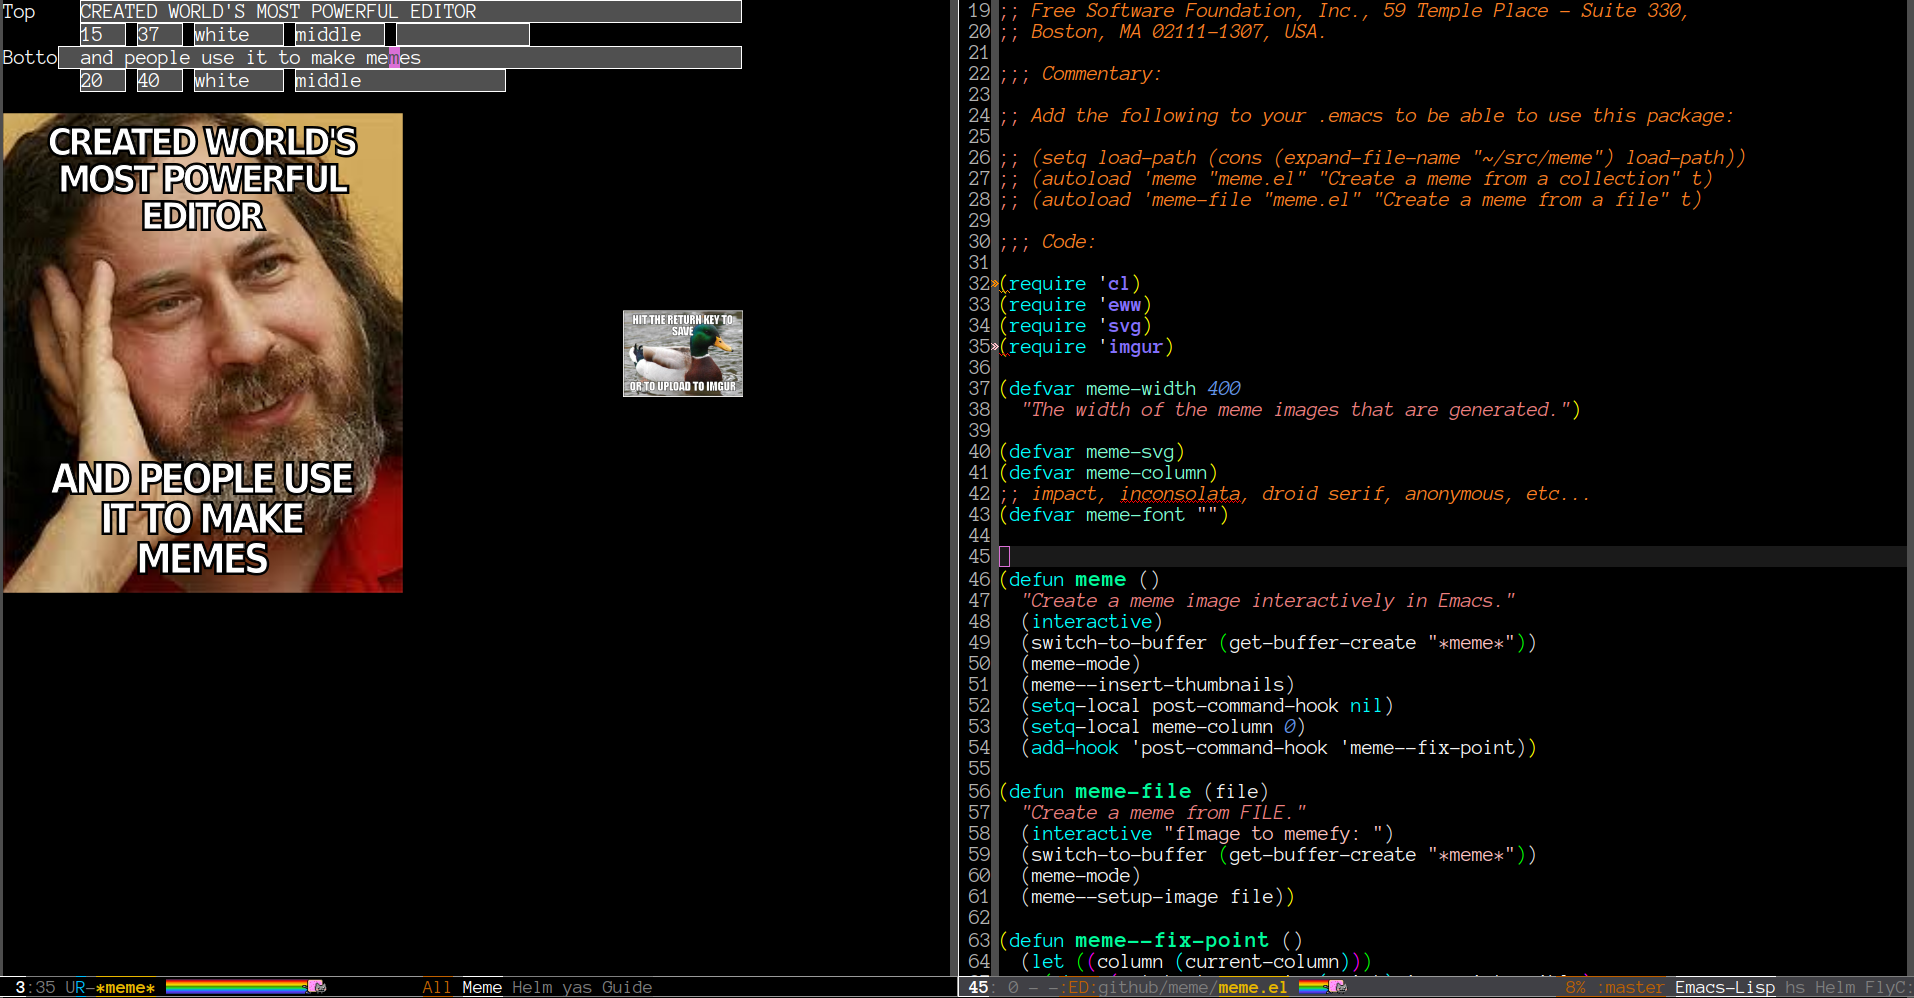 Top CREATED WORLD'S MOST POWERFUL EDITOR
15 37 white middle
Botto and people use it to make memes
20 40 white middle
CREATED WORLD'S
MOST POWERFUL
EDITOR
AND PEOPLE USE
IT TO MAKE
MEMES
HIT THE RETURN KEY TO
SAVE
OR TO UPLOAD TO IMGUR
3:35 UR-*meme* All Meme Helm yas Guide
19 ;; Free Software Foundation, Inc., 59 Temple Place - Suite 330,
20 ;; Boston, MA 02111-1307, USA.
21
22 ;;; Commentary:
23
24 ;; Add the following to your .emacs to be able to use this package:
25
26 ;; (setq load-path (cons (expand-file-name "~/src/meme") load-path))
27 ;; (autoload 'meme "meme.el" "Create a meme from a collection" t)
28 ;; (autoload 'meme-file "meme.el" "Create a meme from a file" t)
29
30 ;;; Code:
31
32 (require 'cl)
33 (require 'eww)
34 (require 'svg)
35 (require 'imgur)
36
37 (defvar meme-width 400
38 "The width of the meme images that are generated.")
39
40 (defvar meme-svg)
41 (defvar meme-column)
42 ;; impact, inconsolata, droid serif, anonymous, etc...
43 (defvar meme-font "")
44
45
46 (defun meme ()
47 "Create a meme image interactively in Emacs."
48 (interactive)
49 (switch-to-buffer (get-buffer-create "*meme*"))
50 (meme-mode)
51 (meme--insert-thumbnails)
52 (setq-local post-command-hook nil)
53 (setq-local meme-column 0)
54 (add-hook 'post-command-hook 'meme--fix-point))
55
56 (defun meme-file (file)
57 "Create a meme from FILE."
58 (interactive "fImage to memefy: ")
59 (switch-to-buffer (get-buffer-create "*meme*"))
60 (meme-mode)
61 (meme--setup-image file))
62
63 (defun meme--fix-point ()
64 (let ((column (current-column)))
45: 0 - -:ED:github/meme/meme.el 8% :master Emacs-Lisp hs Helm FlyC: